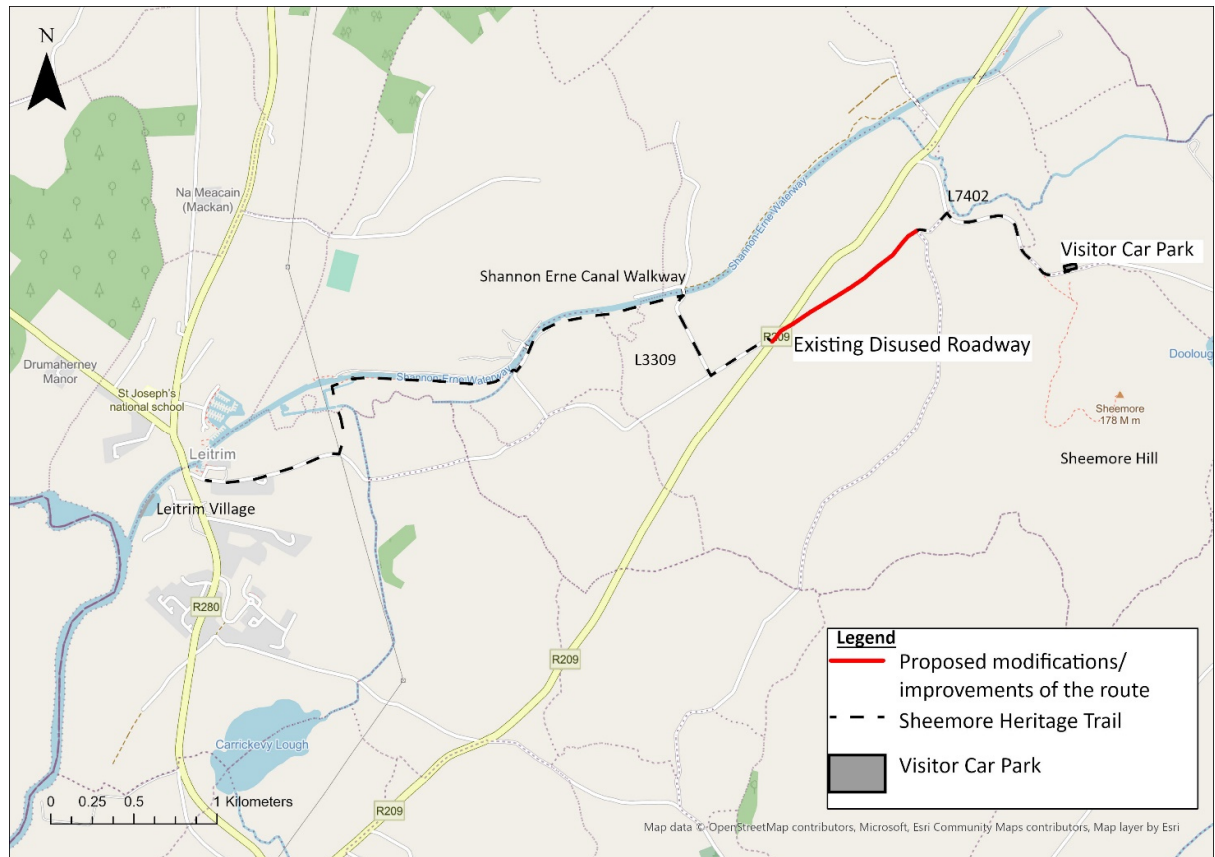 N
Na Meacain
(Mackan)
L7402
Visitor Car Park
Shannon-Erne Waterway
Shannon Erne Canal Walkway
R209
Existing Disused Roadway
Doolough
L3309
Drumaherney
Manor
St Joseph's
national school
Shannon-Erne Waterway
Sheemore
178 M m
Leitrim
Sheemore Hill
Leitrim Village
R280
R209
Carrickevy Lough
R209
0 0.25 0.5 1 Kilometers
Legend
Proposed modifications/
improvements of the route
Sheemore Heritage Trail
Visitor Car Park
Map data © OpenStreetMap contributors, Microsoft, Esri Community Maps contributors, Map layer by Esri